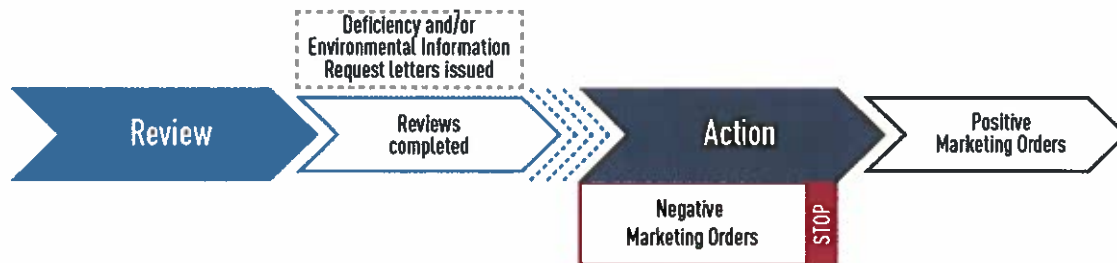 Deficiency and/or
Environmental Information
Request letters issued
Review
Reviews
completed
Action
Positive
Marketing Orders
Negative
Marketing Orders
STOP